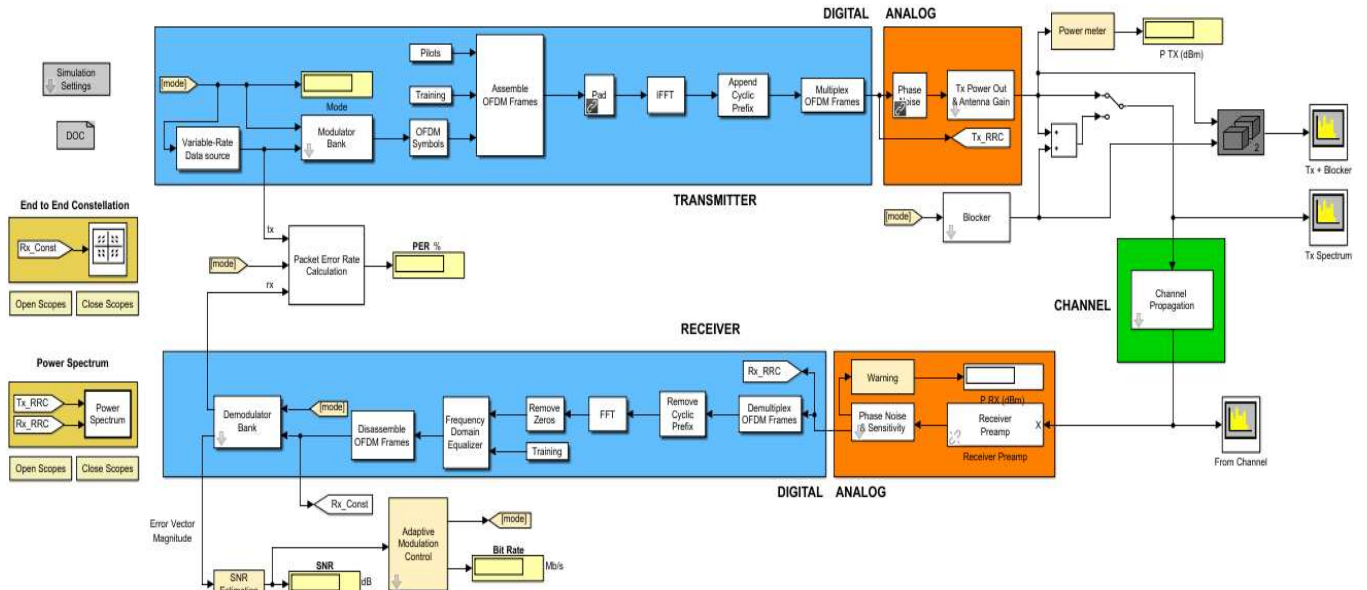 DIGITAL ANALOG
Power meter
P TX (dBm)
Simulation
Settings
DOC
[mode]
Mode
Pilots
Training
Assemble
OFDM Frames
Pad
IFFT
Append
Cyclic
Prefix
Multiplex
OFDM Frames
Phase
Noise
Tx Power Out
& Antenna Gain
Tx_RRC
Variable-Rate
Data source
Modulator
Bank
OFDM
Symbols
2
Tx + Blocker
TRANSMITTER
[mode]
Blocker
Tx Spectrum
End to End Constellation
Rx_Const
Open Scopes
Close Scopes
tx
[mode]
rx
Packet Error Rate
Calculation
PER %
CHANNEL
Channel
Propagation
RECEIVER
Power Spectrum
Tx_RRC
Rx_RRC
Power
Spectrum
Open Scopes
Close Scopes
Demodulator
Bank
[mode]
Disassemble
OFDM Frames
Frequency
Domain
Equalizer
Remove
Zeros
Training
FFT
Remove
Cyclic
Prefix
Rx_RRC
Demultiplex
OFDM Frames
Warning
P RX (dBm)
Phase Noise
& Sensitivity
Receiver
Preamp
X
Receiver Preamp
From Channel
DIGITAL ANALOG
Rx_Const
Error Vector
Magnitude
Adaptive
Modulation
Control
[mode]
Bit Rate
Mb/s
SNR
dB
SNR
Estimation